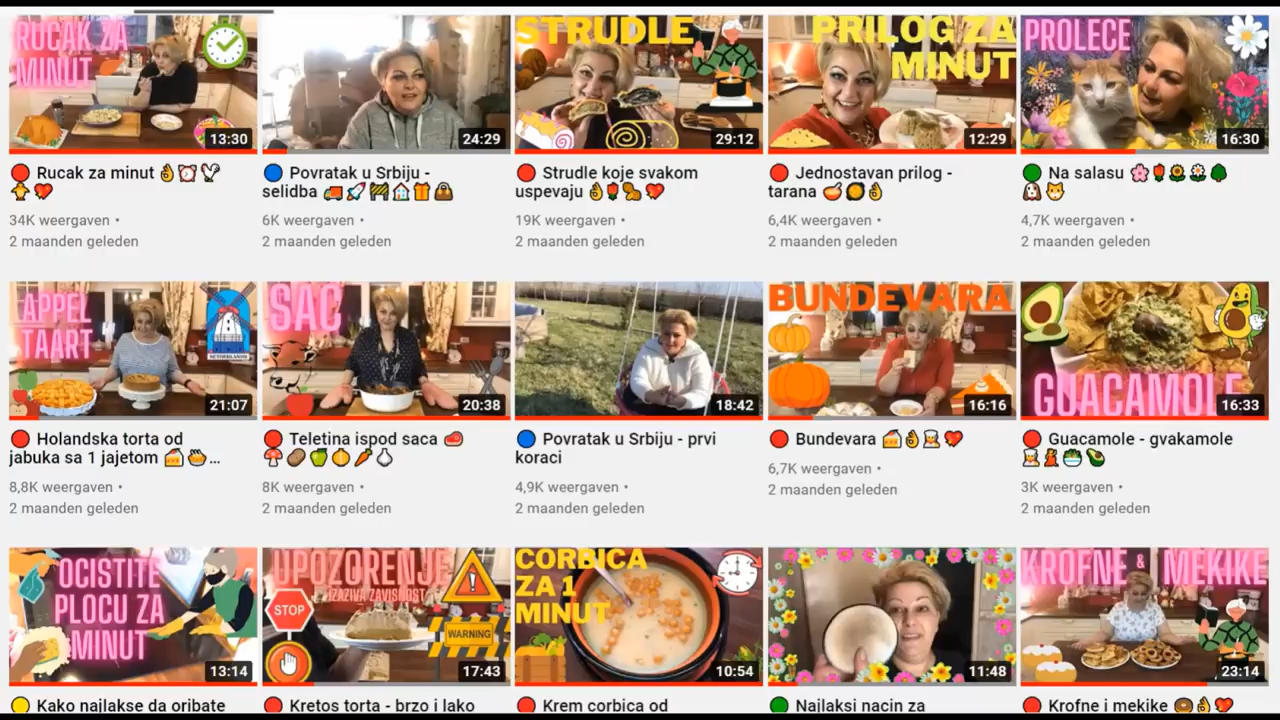 RUCAK ZA
MINUT
13:30
24:29
STRUDLE
29:12
PRILOG ZA
MINUT
12:29
PROLECE
16:30
Rucak za minut
Povratak u Srbiju -
selidba
Strudle koje svakom
uspevaju
Jednostavan prilog -
tarana
Na salasu
34K weergaven •
2 maanden geleden
6K weergaven •
2 maanden geleden
19K weergaven •
2 maanden geleden
6,4K weergaven •
2 maanden geleden
4,7K weergaven •
2 maanden geleden
APPEL
TAART
NETHERLANDS
21:07
SAC
20:38
18:42
BUNDEVARA
16:16
GUACAMOLE
16:33
Holandska torta od
jabuka sa 1 jajetom ...
Teletina ispod saca
Povratak u Srbiju - prvi
koraci
Bundevara
Guacamole - gvakamole
8,8K weergaven •
2 maanden geleden
8K weergaven •
2 maanden geleden
4,9K weergaven •
2 maanden geleden
6,7K weergaven •
2 maanden geleden
3K weergaven •
2 maanden geleden
OCISTITE
PLOCU ZA
MINUT
13:14
UPOZORENJE
IZAZIVA ZAVISNOST
STOP
WARNING
17:43
CORBICA
ZA 1
MINUT
10:54
11:48
KROFNE & MEKIKE
23:14
Kako najlakse da oribate
Kretos torta - brzo i lako
Krem corbica od
Najlaksi nacin za
Krofne i mekike